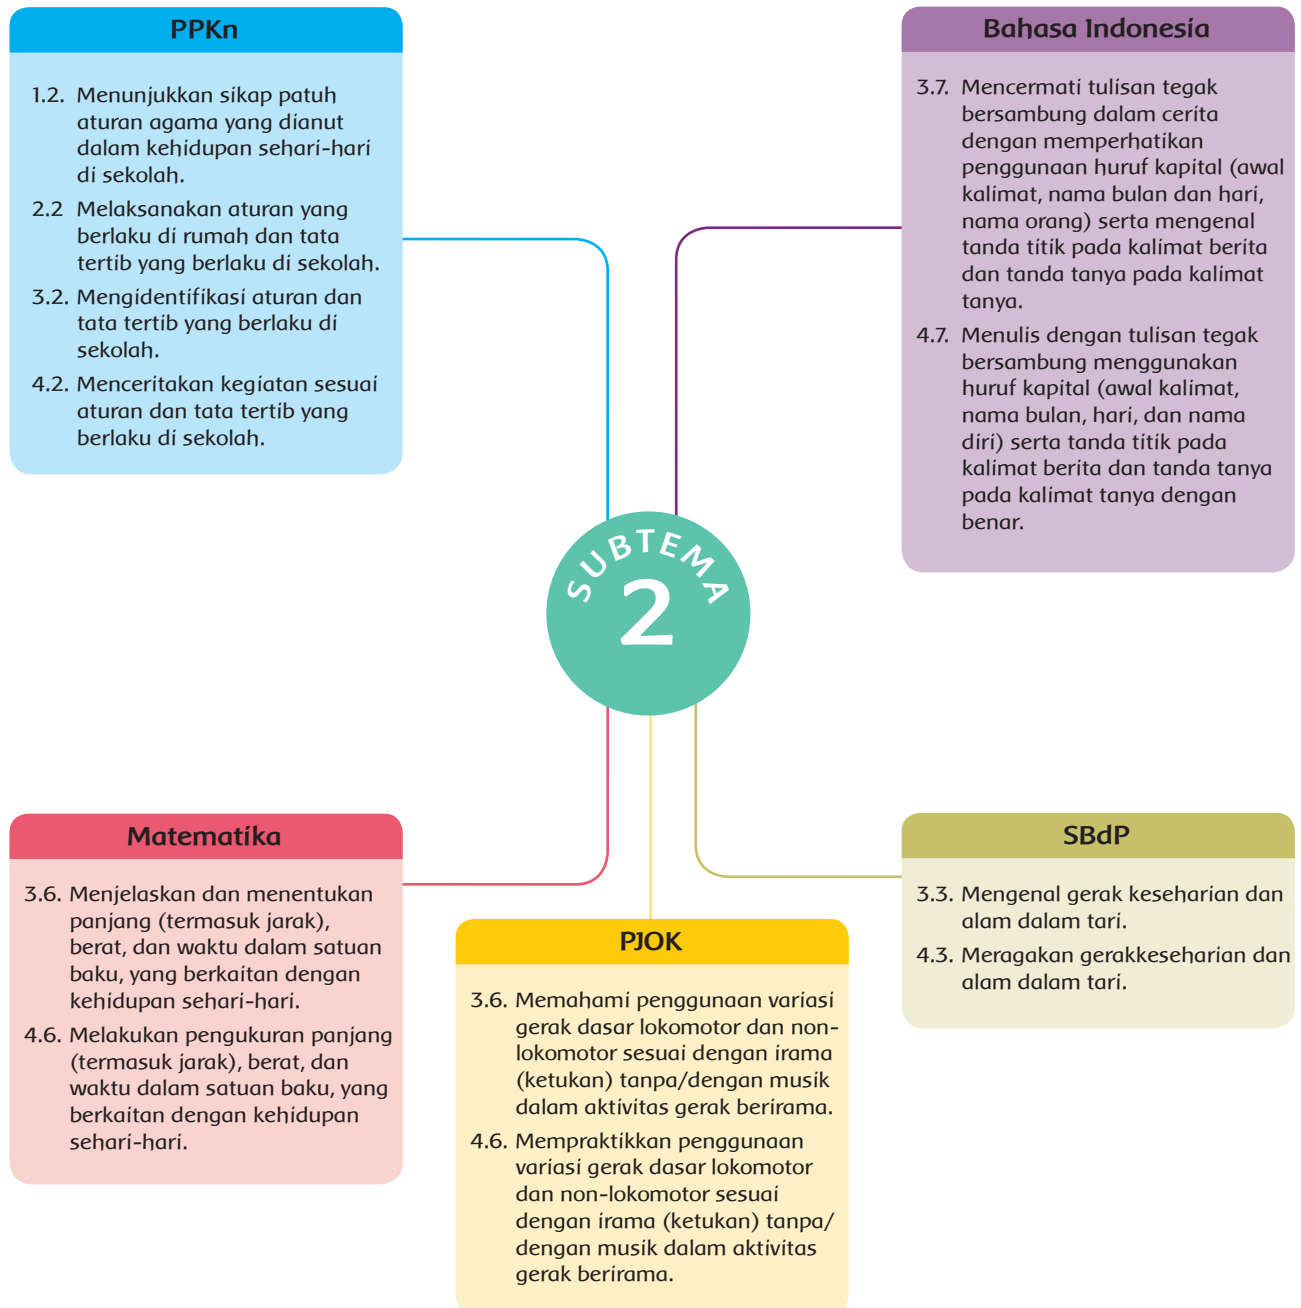 PPKn
1.2. Menunjukkan sikap patuh
aturan agama yang dianut
dalam kehidupan sehari-hari
di sekolah.
2.2 Melaksanakan aturan yang
berlaku di rumah dan tata
tertib yang berlaku di sekolah.
3.2. Mengidentifikasi aturan dan
tata tertib yang berlaku di
sekolah.
4.2. Menceritakan kegiatan sesuai
aturan dan tata tertib yang
berlaku di sekolah.
Bahasa Indonesia
3.7. Mencermati tulisan tegak
bersambung dalam cerita
dengan memperhatikan
penggunaan huruf kapital (awal
kalimat, nama bulan dan hari,
nama orang) serta mengenal
tanda titik pada kalimat berita
dan tanda tanya pada kalimat
tanya.
4.7. Menulis dengan tulisan tegak
bersambung menggunakan
huruf kapital (awal kalimat,
nama bulan, hari, dan nama
diri) serta tanda titik pada
kalimat berita dan tanda tanya
pada kalimat tanya dengan
benar.
SUBTEMA
2
Matematika
3.6. Menjelaskan dan menentukan
panjang (termasuk jarak),
berat, dan waktu dalam satuan
baku, yang berkaitan dengan
kehidupan sehari-hari.
4.6. Melakukan pengukuran panjang
(termasuk jarak), berat, dan
waktu dalam satuan baku, yang
berkaitan dengan kehidupan
sehari-hari.
PJOK
3.6. Memahami penggunaan variasi
gerak dasar lokomotor dan non-
lokomotor sesuai dengan irama
(ketukan) tanpa/dengan musik
dalam aktivitas gerak berirama.
4.6. Mempraktikkan penggunaan
variasi gerak dasar lokomotor
dan non-lokomotor sesuai
dengan irama (ketukan) tanpa/
dengan musik dalam aktivitas
gerak berirama.
SBdP
3.3. Mengenal gerak keseharian dan
alam dalam tari.
4.3. Meragakan gerakkeseharian dan
alam dalam tari.